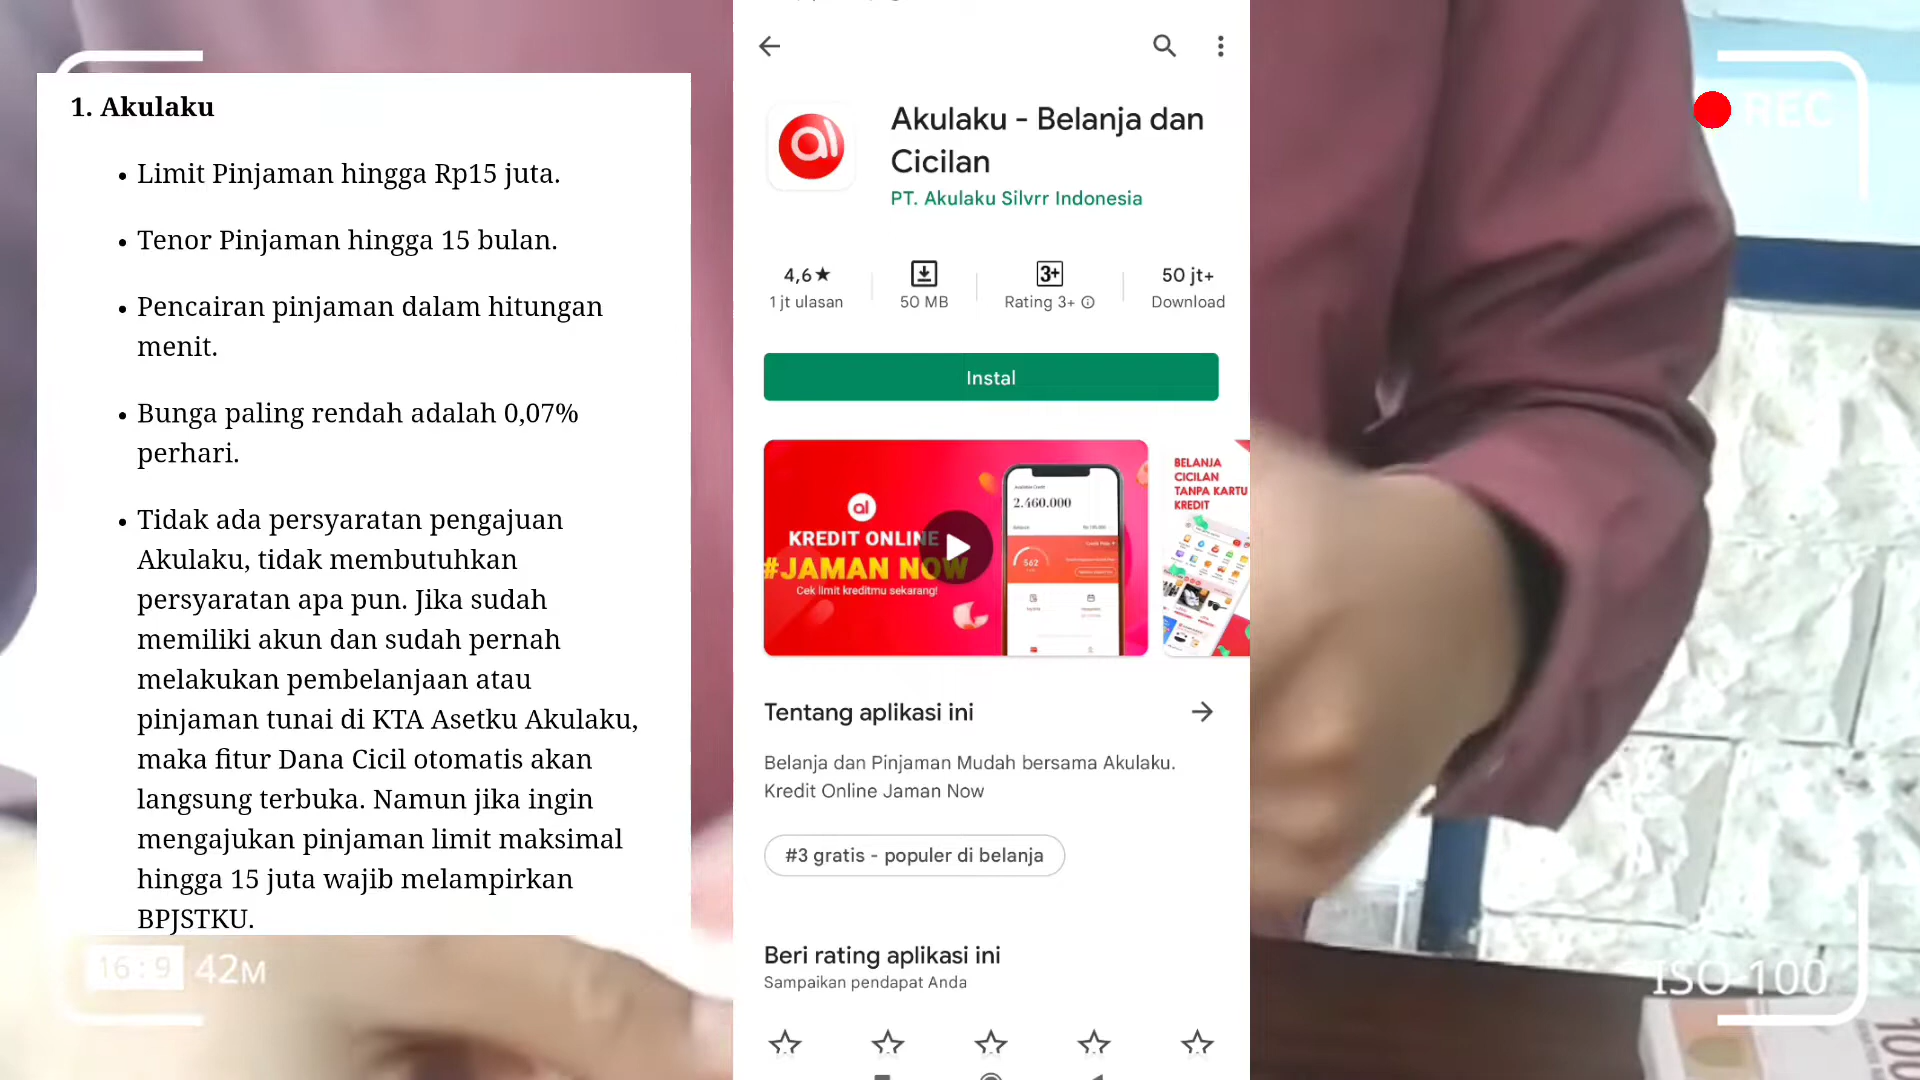 1. Akulaku
• Limit Pinjaman hingga Rp15 juta.
• Tenor Pinjaman hingga 15 bulan.
• Pencairan pinjaman dalam hitungan
menit.
• Bunga paling rendah adalah 0,07%
perhari.
• Tidak ada persyaratan pengajuan
Akulaku, tidak membutuhkan
persyaratan apa pun. Jika sudah
memiliki akun dan sudah pernah
melakukan pembelanjaan atau
pinjaman tunai di KTA Asetku Akulaku,
maka fitur Dana Cicil otomatis akan
langsung terbuka. Namun jika ingin
mengajukan pinjaman limit maksimal
hingga 15 juta wajib melampirkan
BPJSTKU.
16:9 42M
Akulaku - Belanja dan
Cicilan
PT. Akulaku Silvrr Indonesia
4,6★
1 jt ulasan
50 MB
3+
Rating 3+
50 jt+
Download
Instal
al
KREDIT ONLINE
#JAMAN NOW
Cek limit kreditmu sekarang!
2.460.000
562
BELANJA
CICILAN
TANPA KARTU
KREDIT
Tentang aplikasi ini
Belanja dan Pinjaman Mudah bersama Akulaku.
Kredit Online Jaman Now
#3 gratis - populer di belanja
Beri rating aplikasi ini
Sampaikan pendapat Anda
REC
ISO 100
100